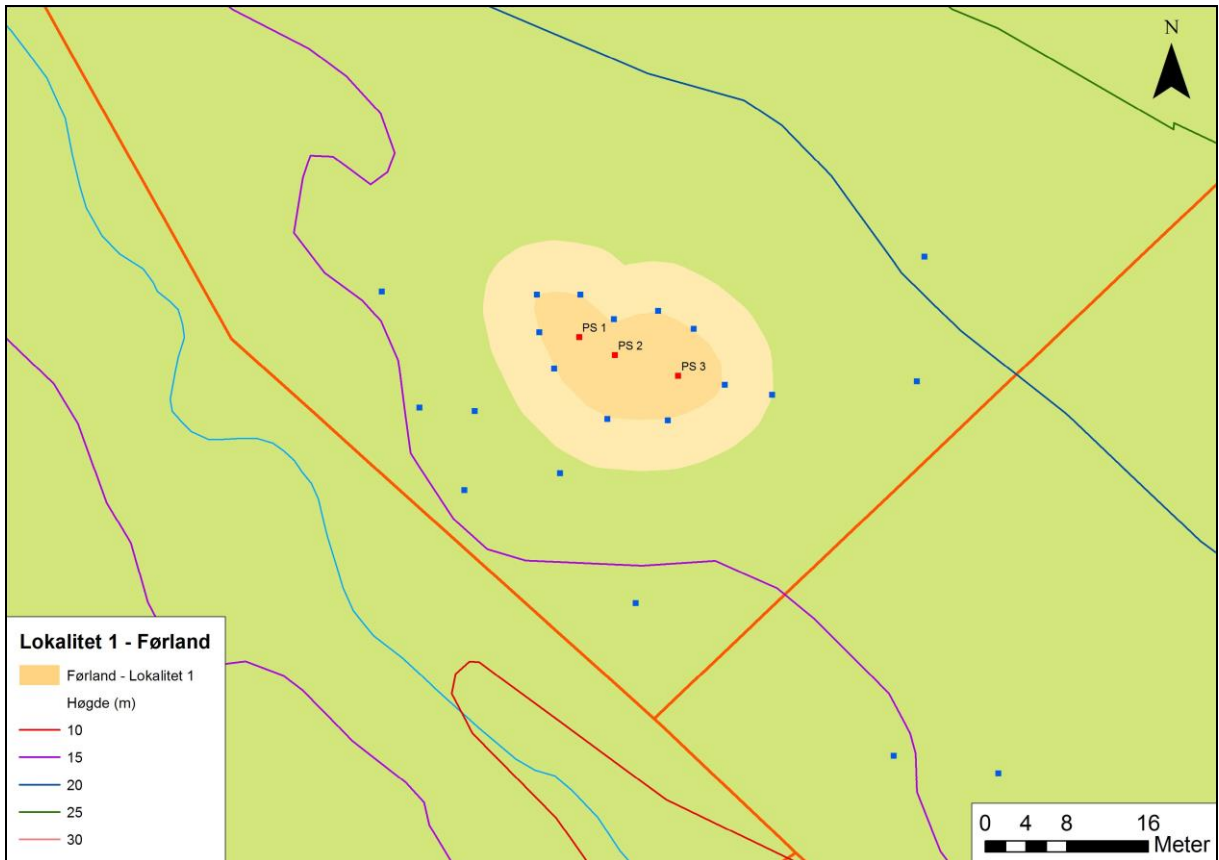 N
PS 1
PS 2
PS 3
Lokalitet 1 - Førland
Førland - Lokalitet 1
Høgde (m)
10
15
20
25
30
0 4 8 16
Meter